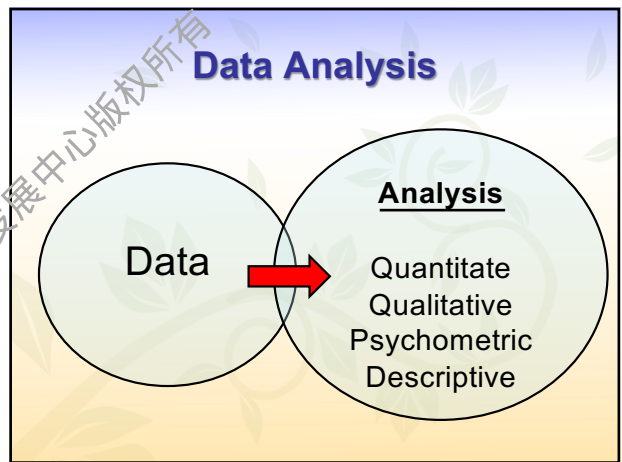 展中心版权所有
Data Analysis
Data
Analysis
Quantitate
Qualitative
Psychometric
Descriptive